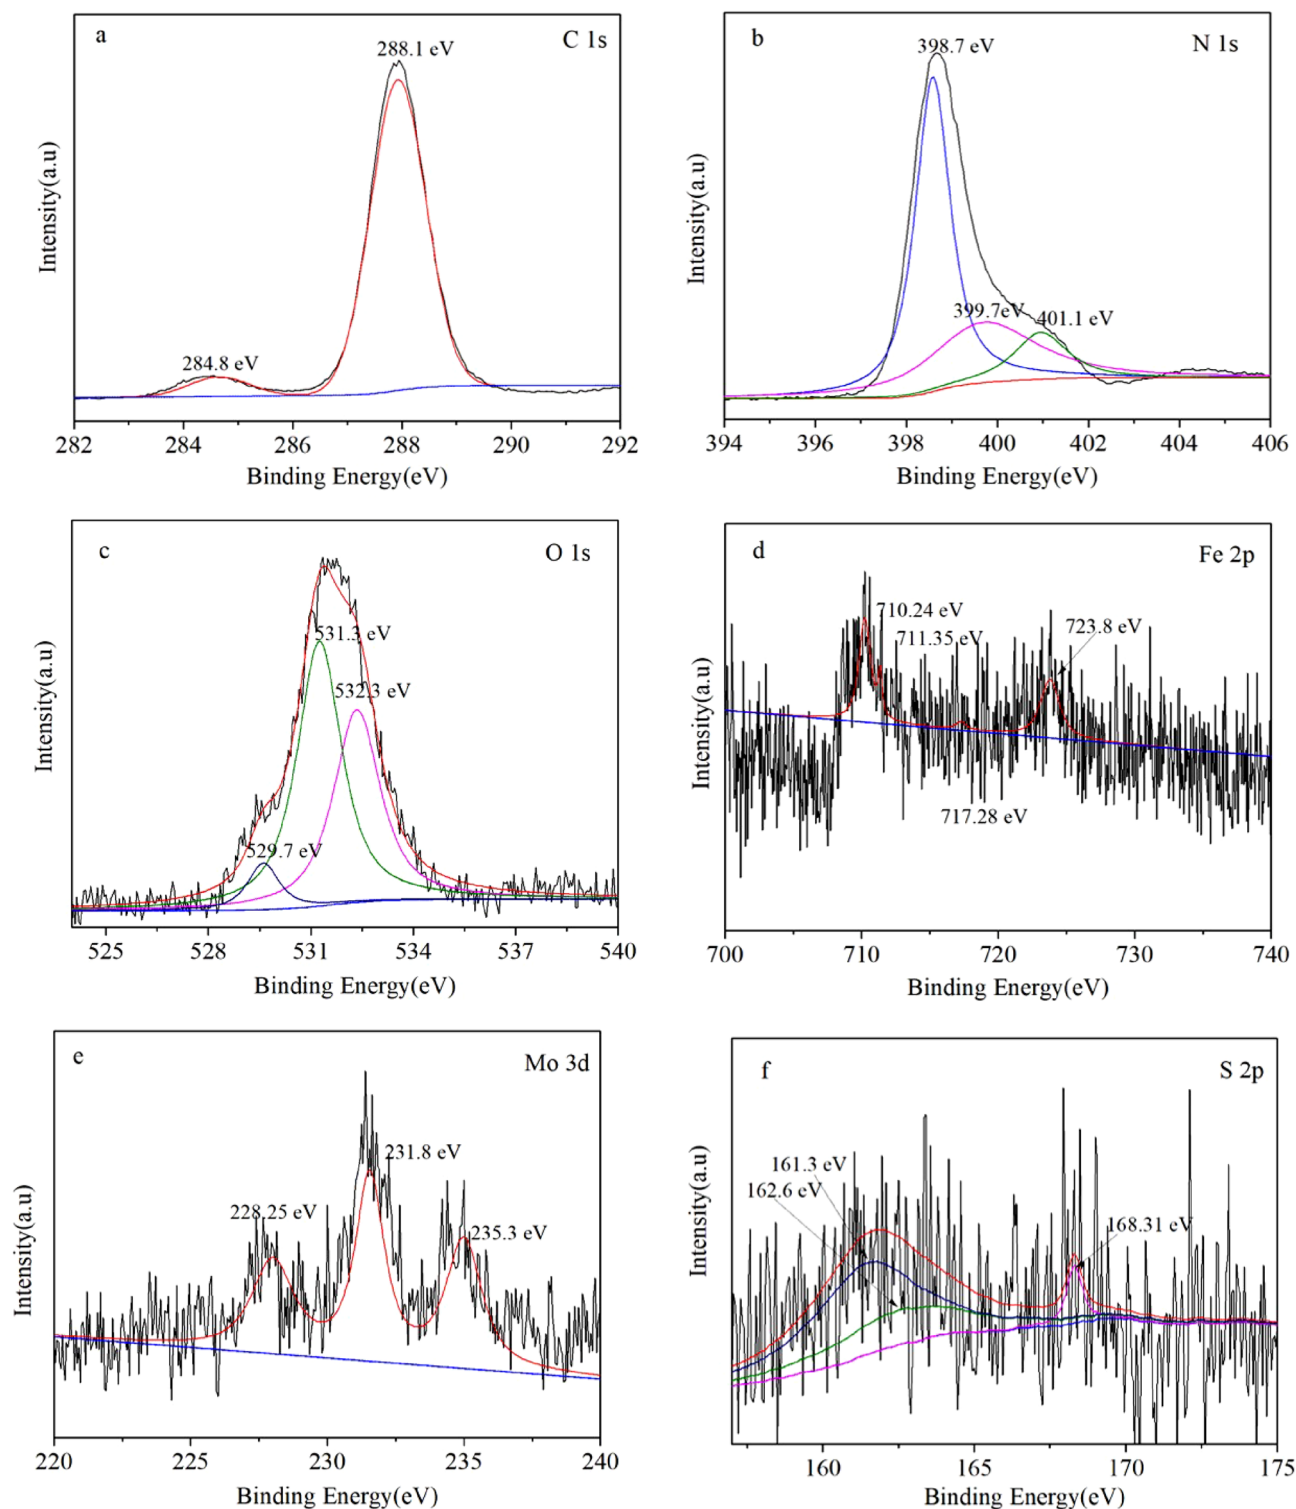 a
C 1s
288.1 eV
284.8 eV
Intensity(a.u)
282 284 286 288 290 292
Binding Energy(eV)
b
N 1s
398.7 eV
399.7eV
401.1 eV
Intensity(a.u)
394 396 398 400 402 404 406
Binding Energy(eV)
c
O 1s
531.3 eV
532.3 eV
529.7 eV
Intensity(a.u)
525 528 531 534 537 540
Binding Energy(eV)
d
Fe 2p
710.24 eV
711.35 eV
723.8 eV
717.28 eV
Intensity(a.u)
700 710 720 730 740
Binding Energy(eV)
e
Mo 3d
231.8 eV
228.25 eV
235.3 eV
Intensity(a.u)
220 225 230 235 240
Binding Energy(eV)
f
S 2p
161.3 eV
162.6 eV
168.31 eV
Intensity(a.u)
160 165 170 175
Binding Energy(eV)